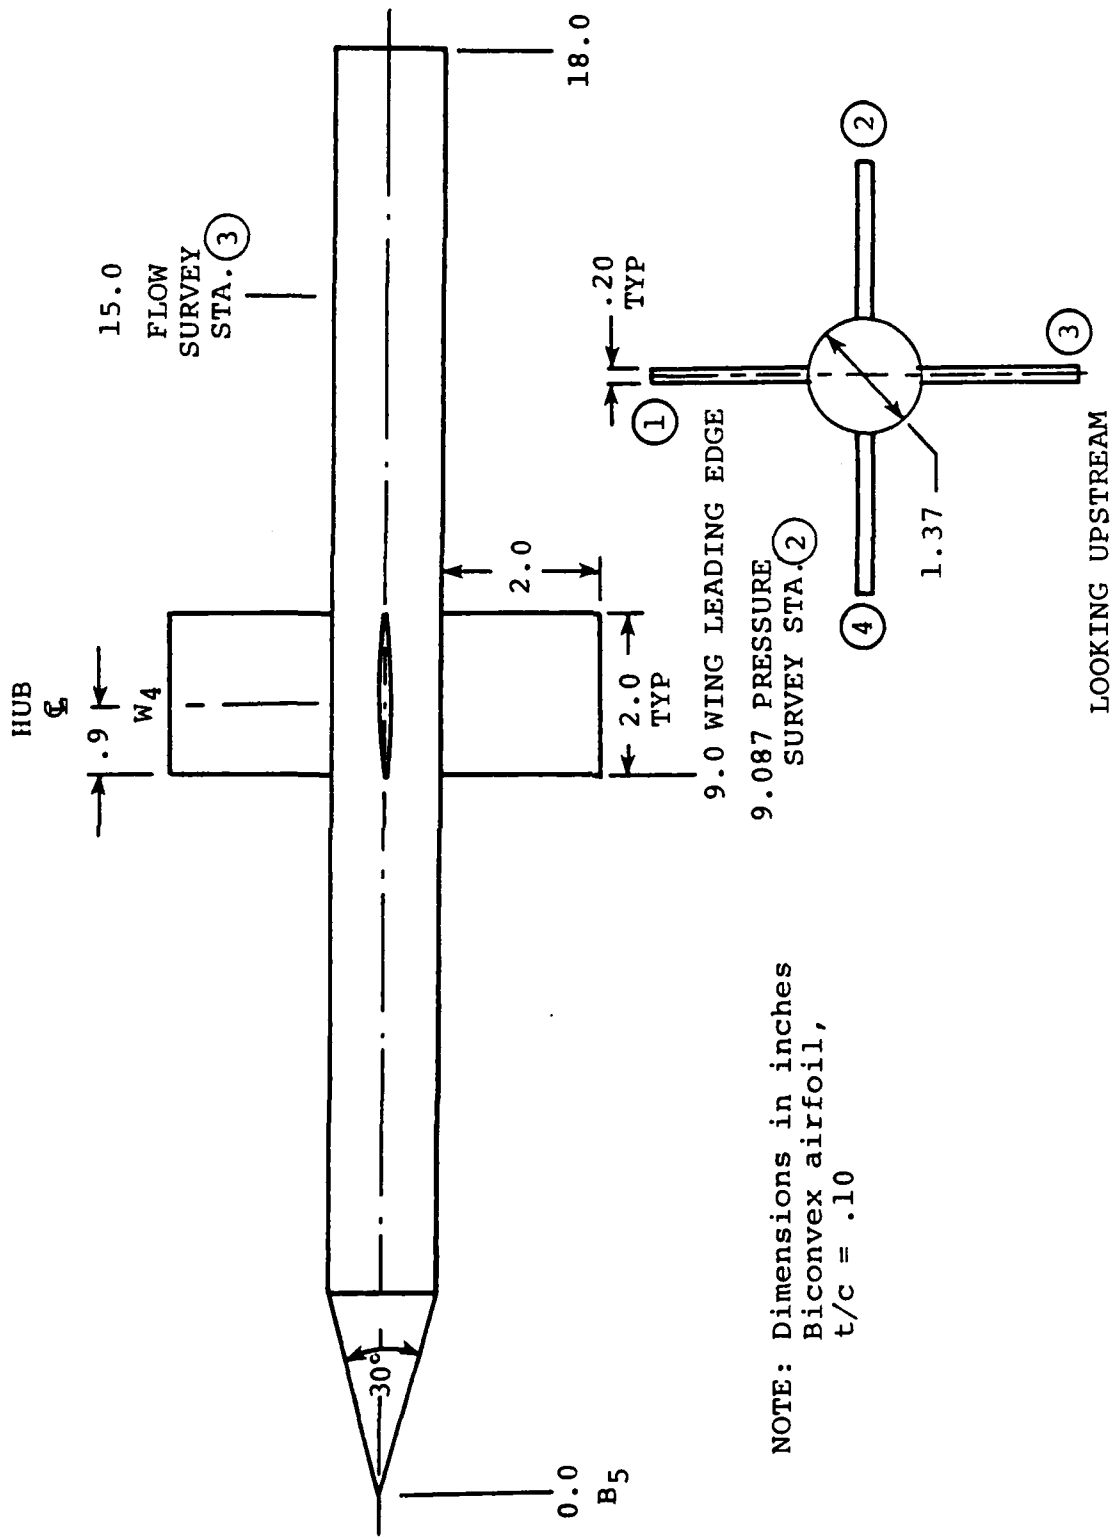 HUB
℄
.9
W4
15.0
FLOW
SURVEY
STA. 3
18.0
2.0
2.0
TYP
9.0 WING LEADING EDGE
9.087 PRESSURE
SURVEY STA. 2
30°
0.0
B5
NOTE: Dimensions in inches
Biconvex airfoil,
t/c = .10
.20
TYP
1
2
3
4
1.37
LOOKING UPSTREAM